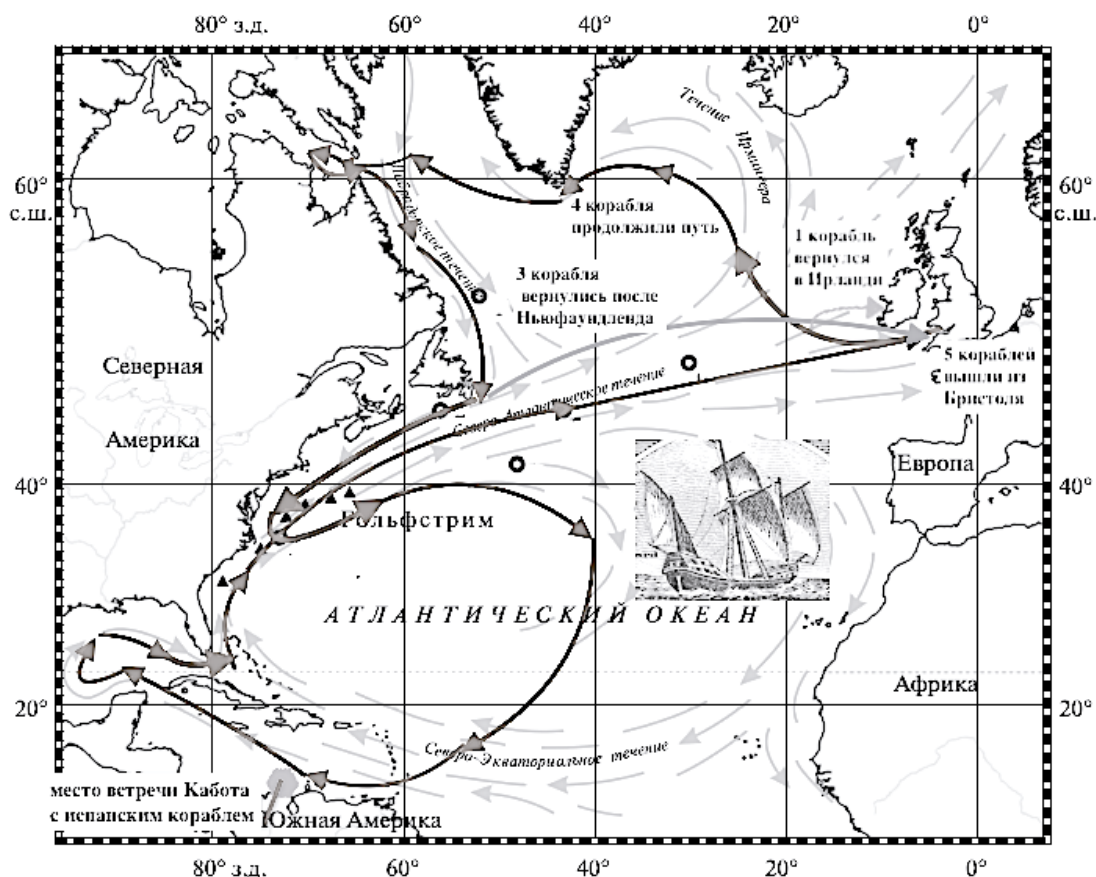 80° з.д.
60°
40°
20°
0°
Течение Ирмингера
60°
с.ш.
60°
с.ш.
Лабрадорское течение
4 корабля
продолжили путь
1 корабль
вернулся
в Ирланди
3 корабля
вернулись после
Ньюфаундленда
Северная
Америка
5 кораблей
вышли из
Бристоля
Северо-Атлантическое течение
Европа
40°
40°
Гольфстрим
АТЛАНТИЧЕСКИЙ ОКЕАН
Африка
20°
20°
Северо-Экваториальное течение
место встречи Кабота
с испанским кораблем
Южная Америка
80° з.д.
60°
40°
20°
0°